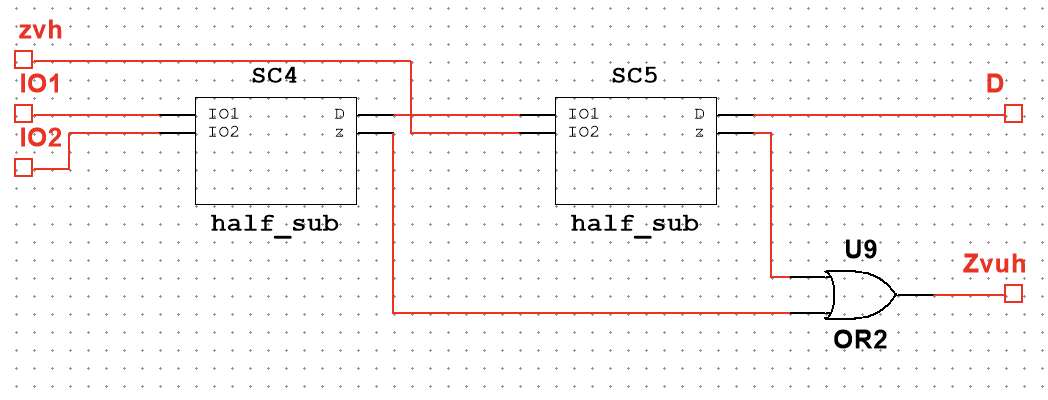 zvh
SC4
SC5
IO1
D
IO1
D
IO1
D
IO2
z
IO2
z
IO2
half_sub
half_sub
U9
Zvuh
OR2